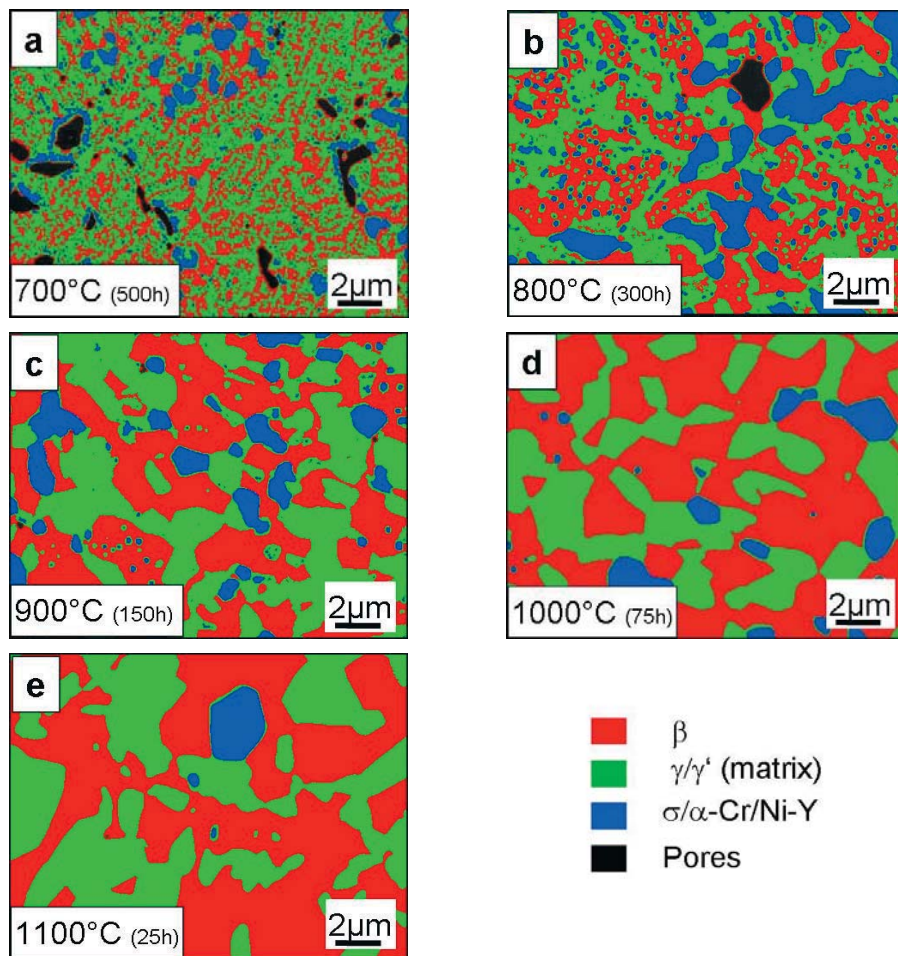 a
700°C (500h)
2µm
b
800°C (300h)
2µm
c
900°C (150h)
2µm
d
1000°C (75h)
2µm
e
1100°C (25h)
2µm
β
γ/γ‘ (matrix)
σ/α-Cr/Ni-Y
Pores